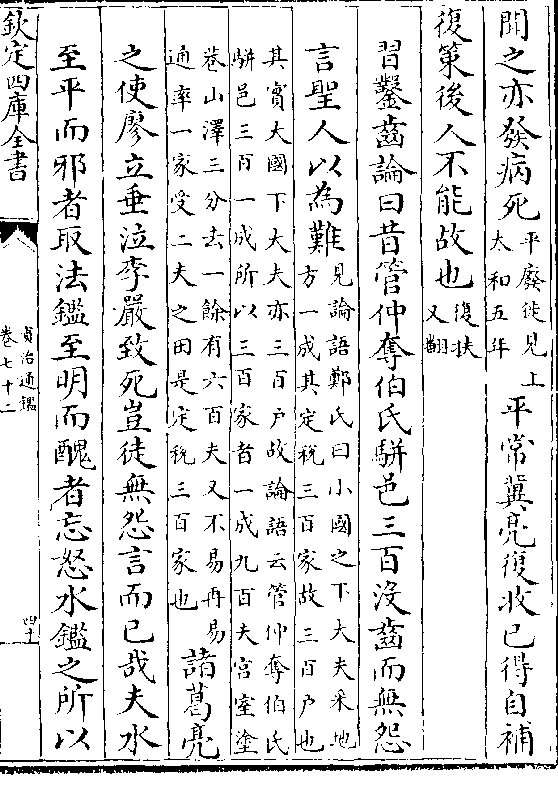 聞之亦發病死
平廢徙見上
太和五年
平常冀亮復收已得自補
復策後人不能故也
復扶
又翻
習鑿齒論曰昔管仲奪伯氏駢邑三百没齒而無怨
言聖人以為難
見論語鄭氏曰小國之下大夫采地
方一成其定税三百家故三百户也
其實大國下大夫亦三百户故論語云管仲奪伯氏
駢邑三百一成所以三百家者一成九百夫宫室塗
巷山澤三分去一餘有六百夫又不易再易
通率一家受二夫之田是定税三百家也
諸葛亮
之使廖立垂泣李嚴致死豈徒無怨言而已哉夫水
至平而邪者取法鑑至明而醜者忘怒水鑑之所以
欽定四庫全書
資治通鑑
卷七十二
四十